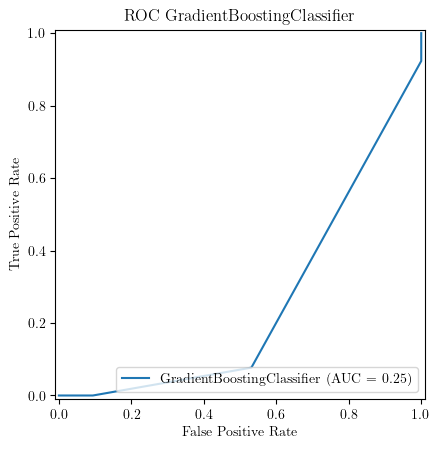 ROC GradientBoostingClassifier
1.0
0.8
0.6
0.4
0.2
0.0
True Positive Rate
GradientBoostingClassifier (AUC = 0.25)
0.0 0.2 0.4 0.6 0.8 1.0
False Positive Rate